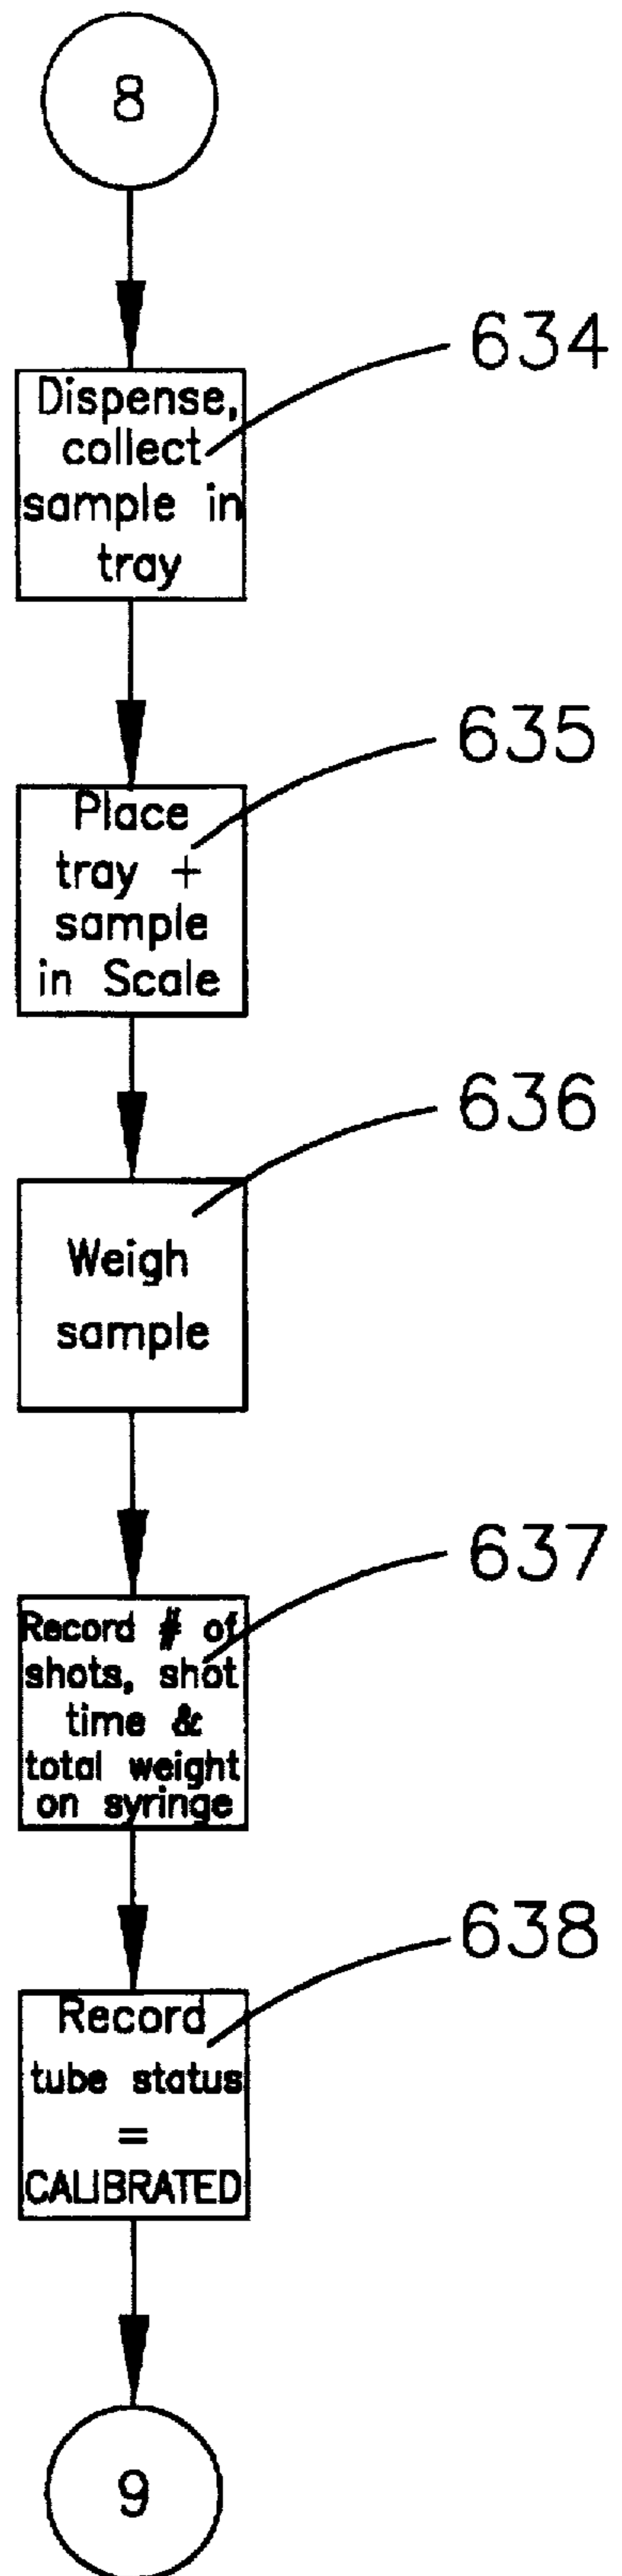 8
634
Dispense,
collect
sample in
tray
635
Place
tray +
sample
in Scale
636
Weigh
sample
637
Record # of
shots, shot
time &
total weight
on syringe
638
Record
tube status
=
CALIBRATED
9